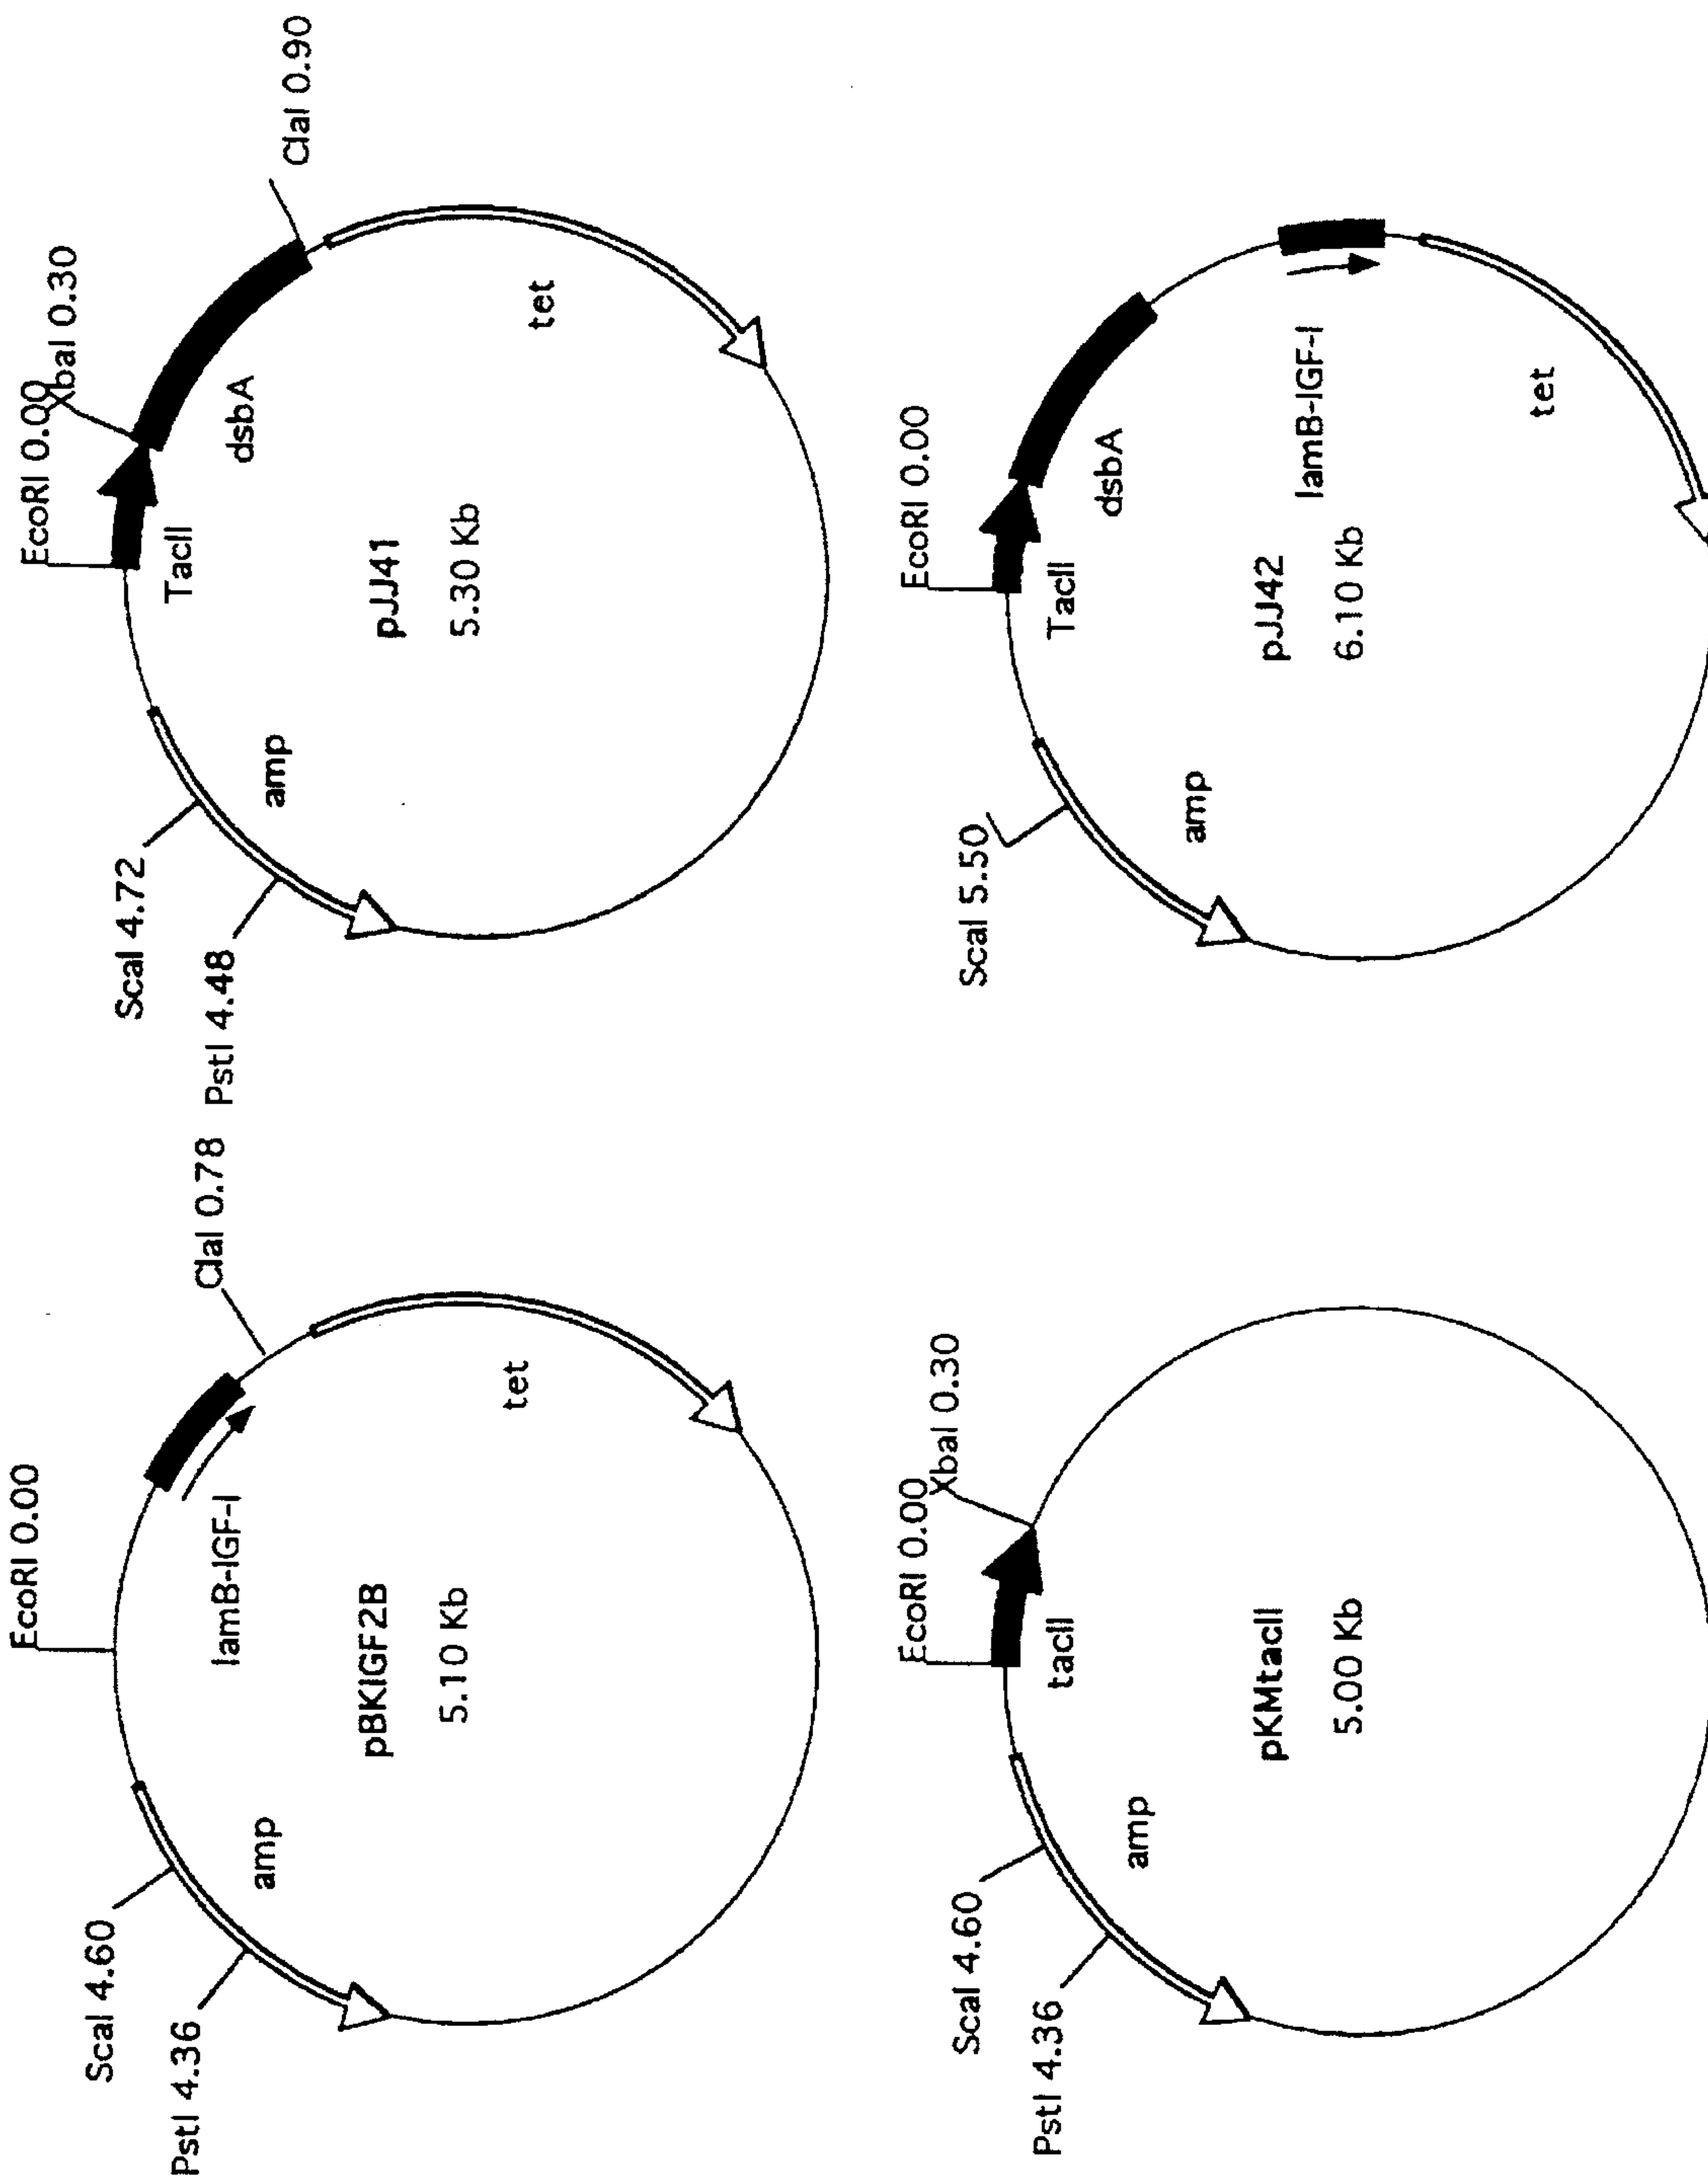 EcoRI 0.00
lamB-IGF-I
ClaI 0.78
tet
pBKIGF2B
5.10 Kb
amp
ScaI 4.60
PstI 4.36
EcoRI 0.00
XbaI 0.30
TacII
dsbA
ClaI 0.90
tet
pJJ41
5.30 Kb
amp
ScaI 4.72
PstI 4.48
EcoRI 0.00
XbaI 0.30
tacII
pKMtacII
5.00 Kb
amp
ScaI 4.60
PstI 4.36
EcoRI 0.00
TacII
dsbA
lamB-IGF-I
tet
pJJ42
6.10 Kb
amp
ScaI 5.50